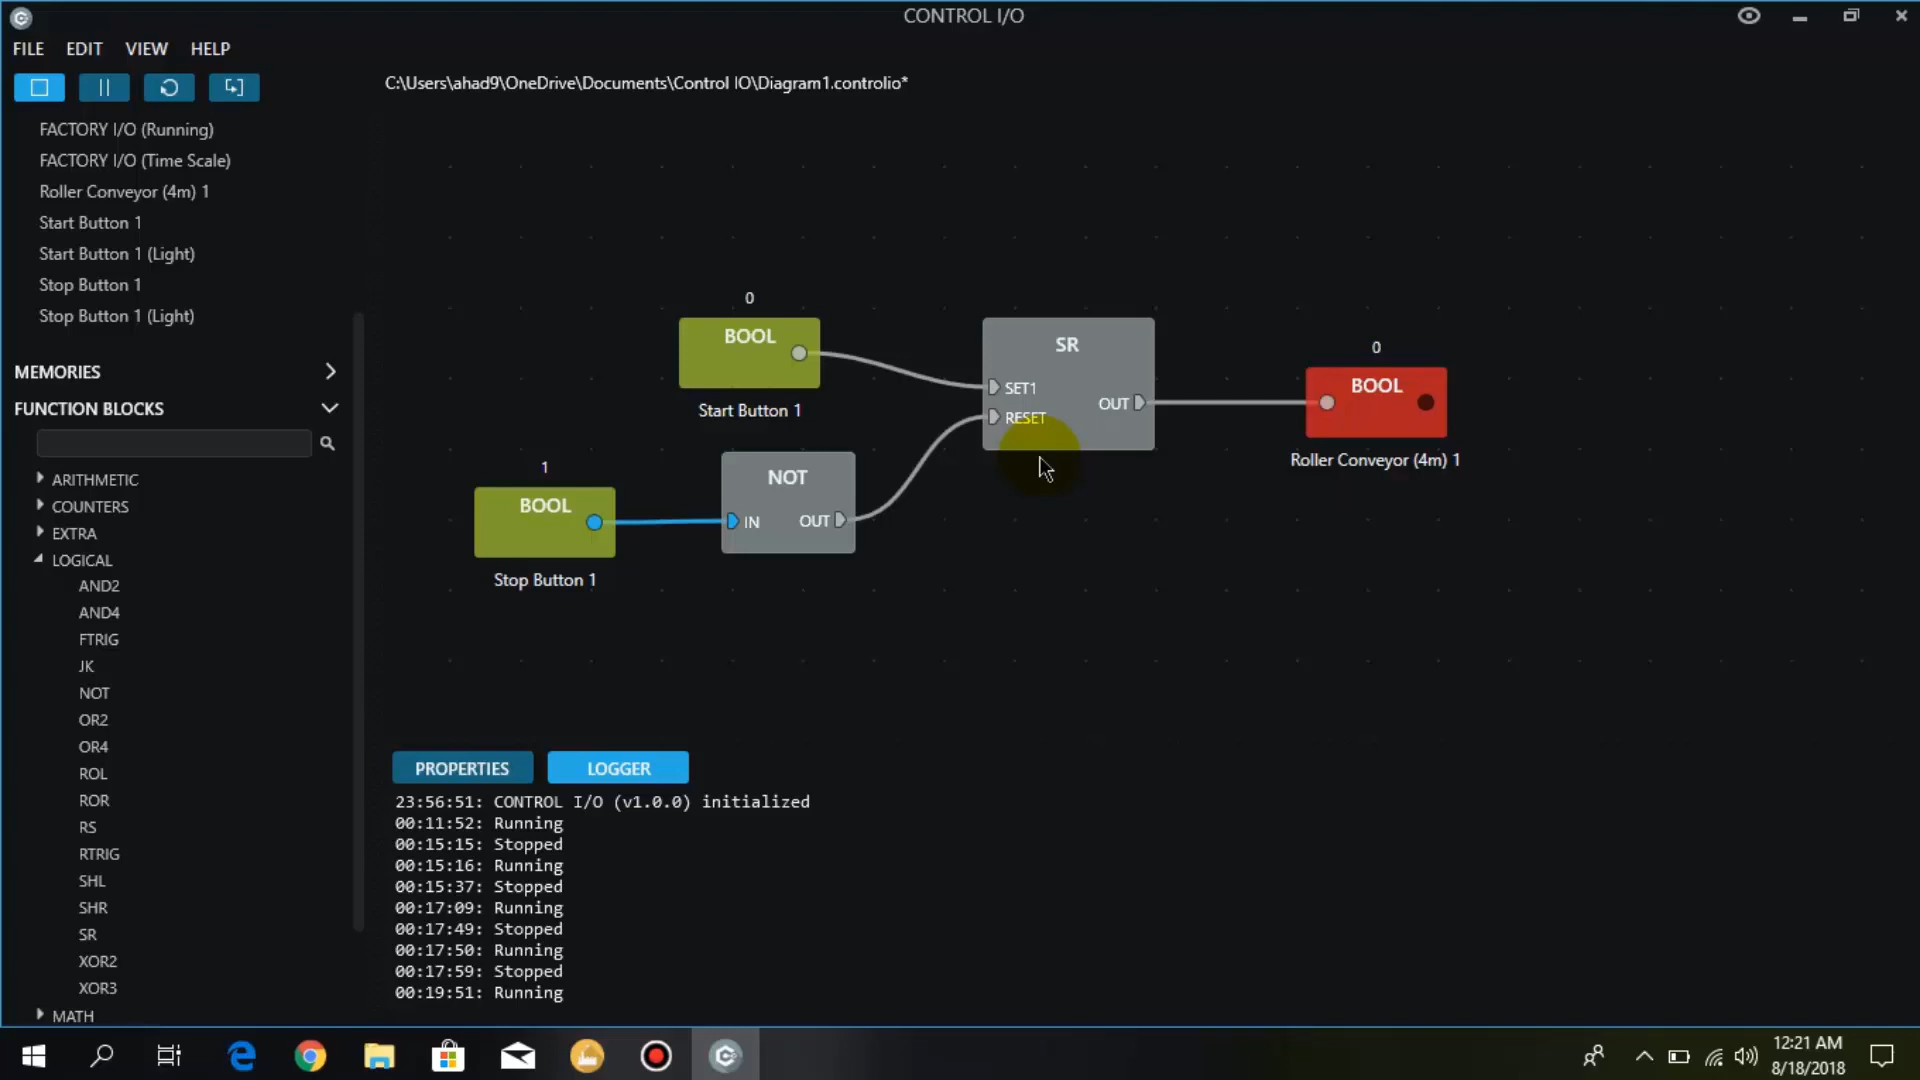 CONTROL I/O
FILE EDIT VIEW HELP
C:\Users\ahad9\OneDrive\Documents\Control IO\Diagram1.controlio*
FACTORY I/O (Running)
FACTORY I/O (Time Scale)
Roller Conveyor (4m) 1
Start Button 1
Start Button 1 (Light)
Stop Button 1
Stop Button 1 (Light)
MEMORIES
FUNCTION BLOCKS
ARITHMETIC
COUNTERS
EXTRA
LOGICAL
AND2
AND4
FTRIG
JK
NOT
OR2
OR4
ROL
ROR
RS
RTRIG
SHL
SHR
SR
XOR2
XOR3
MATH
0
BOOL
Start Button 1
1
BOOL
Stop Button 1
NOT
IN OUT
SR
SET1
RESET
OUT
0
BOOL
Roller Conveyor (4m) 1
PROPERTIES LOGGER
23:56:51: CONTROL I/O (v1.0.0) initialized
00:11:52: Running
00:15:15: Stopped
00:15:16: Running
00:15:37: Stopped
00:17:09: Running
00:17:49: Stopped
00:17:50: Running
00:17:59: Stopped
00:19:51: Running
12:21 AM
8/18/2018